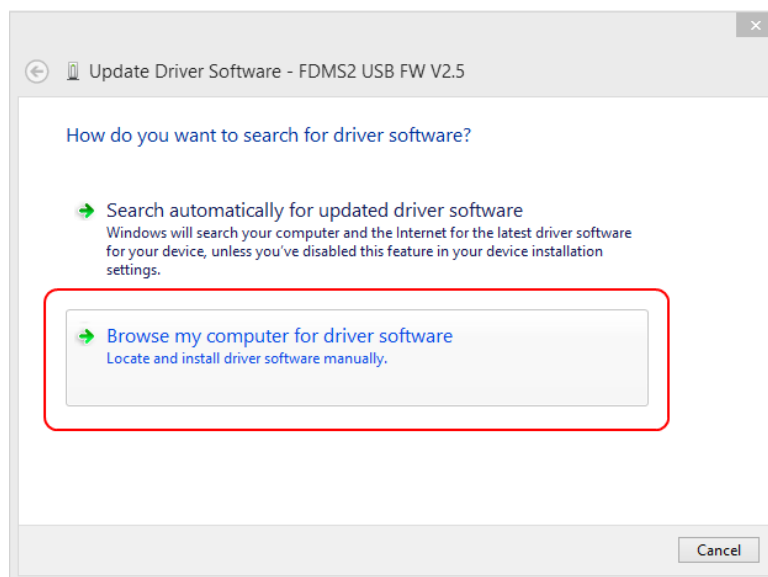 Update Driver Software - FDMS2 USB FW V2.5
How do you want to search for driver software?
Search automatically for updated driver software
Windows will search your computer and the Internet for the latest driver software
for your device, unless you've disabled this feature in your device installation
settings.
Browse my computer for driver software
Locate and install driver software manually.
Cancel